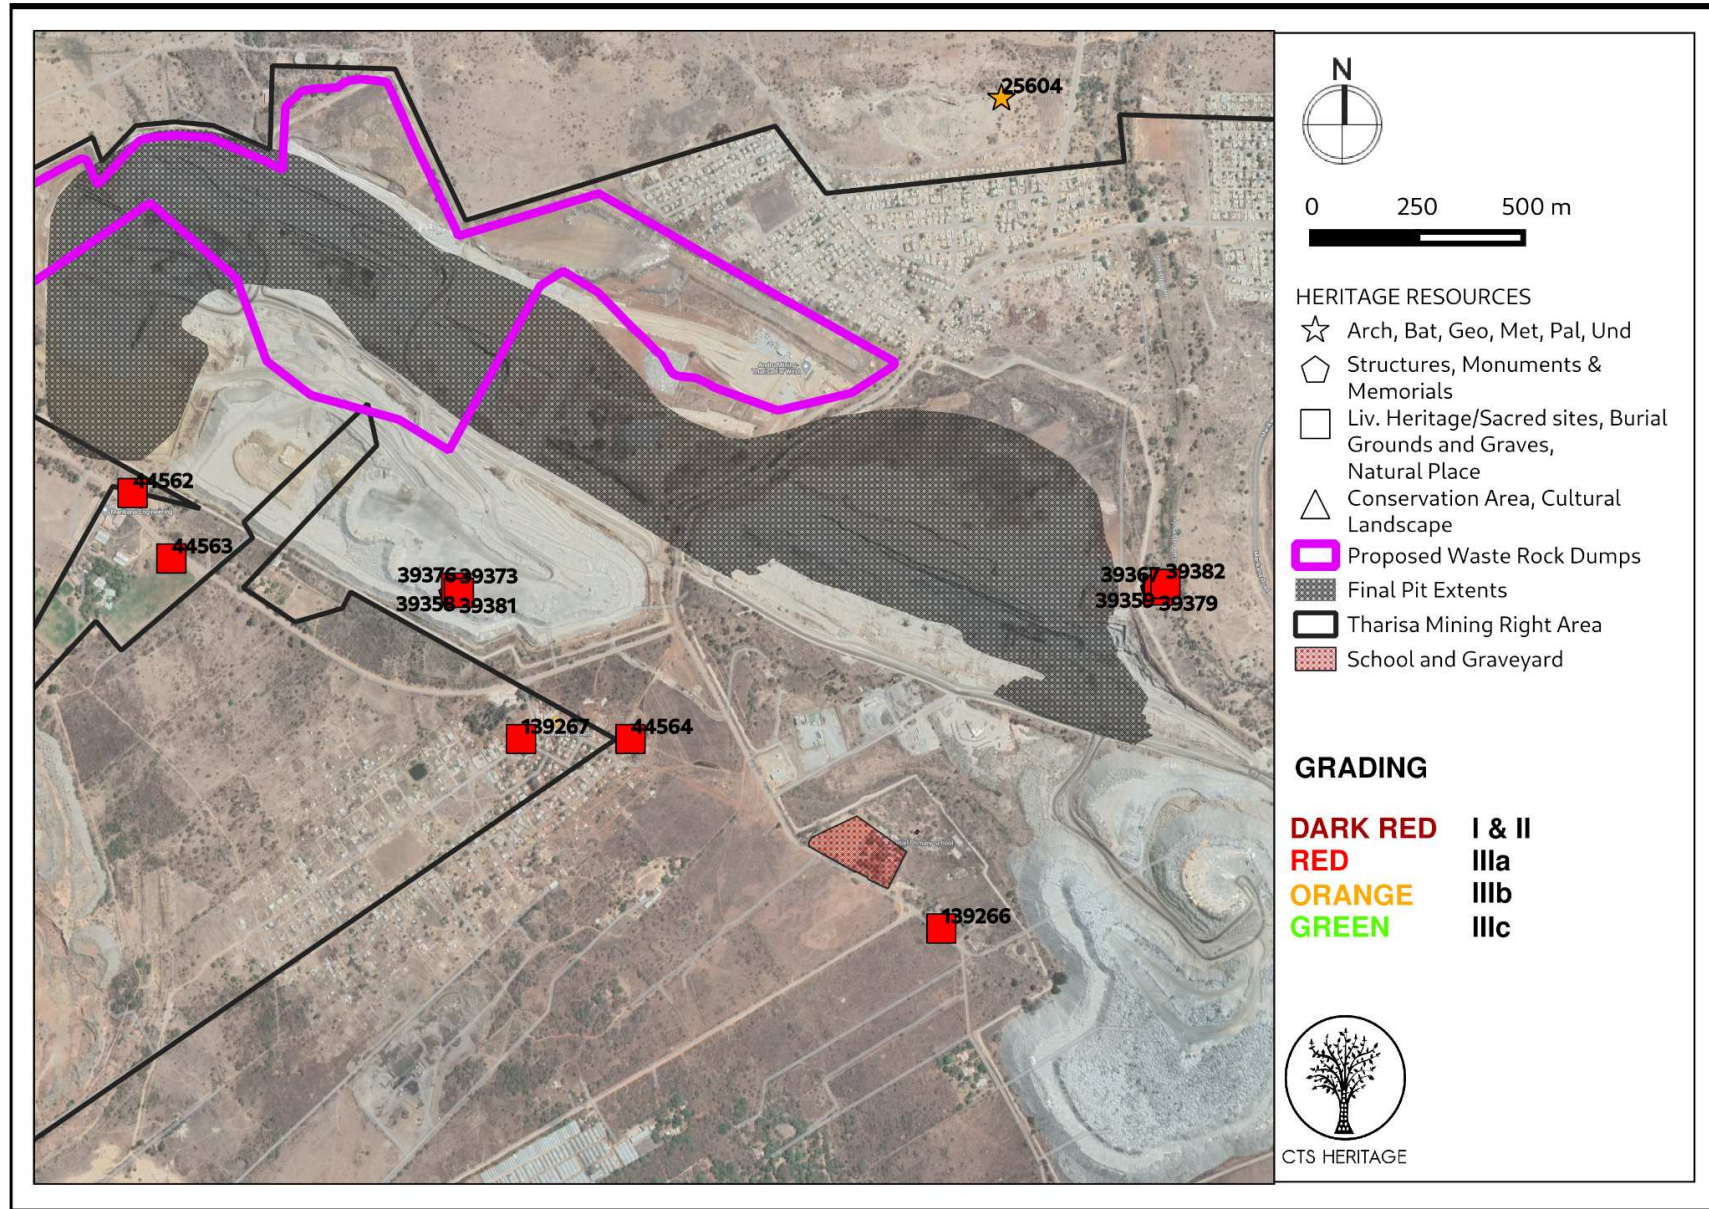 25604
44562
Marikana Engineering
44563
39376 39373
39358 39381
39367 39382
39359 39379
139267 44564
139266
N
0 250 500 m
HERITAGE RESOURCES
Arch, Bat, Geo, Met, Pal, Und
Structures, Monuments &
Memorials
Liv. Heritage/Sacred sites, Burial
Grounds and Graves,
Natural Place
Conservation Area, Cultural
Landscape
Proposed Waste Rock Dumps
Final Pit Extents
Tharisa Mining Right Area
School and Graveyard
GRADING
DARK RED I & II
RED IIIa
ORANGE IIIb
GREEN IIIc
CTS HERITAGE